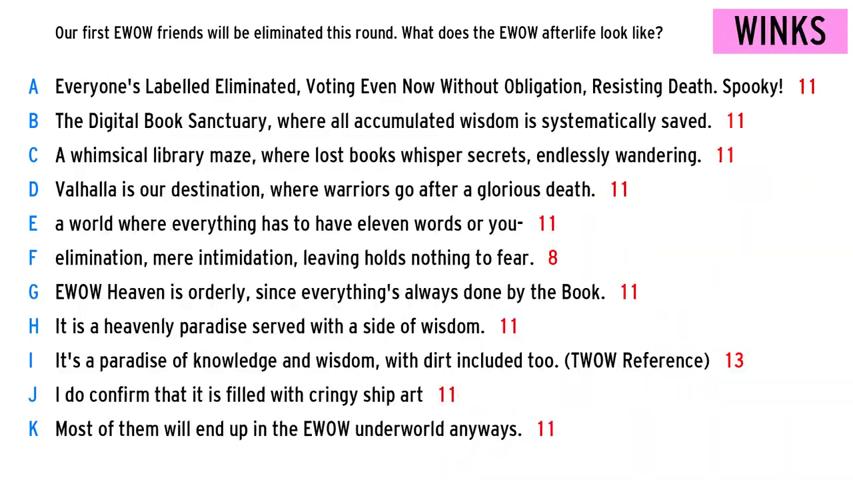 Our first EWOW friends will be eliminated this round. What does the EWOW afterlife look like?
WINKS
A Everyone's Labelled Eliminated, Voting Even Now Without Obligation, Resisting Death. Spooky! 11
B The Digital Book Sanctuary, where all accumulated wisdom is systematically saved. 11
C A whimsical library maze, where lost books whisper secrets, endlessly wandering. 11
D Valhalla is our destination, where warriors go after a glorious death. 11
E a world where everything has to have eleven words or you- 11
F elimination, mere intimidation, leaving holds nothing to fear. 8
G EWOW Heaven is orderly, since everything's always done by the Book. 11
H It is a heavenly paradise served with a side of wisdom. 11
I It's a paradise of knowledge and wisdom, with dirt included too. (TWOW Reference) 13
J I do confirm that it is filled with cringy ship art 11
K Most of them will end up in the EWOW underworld anyways. 11